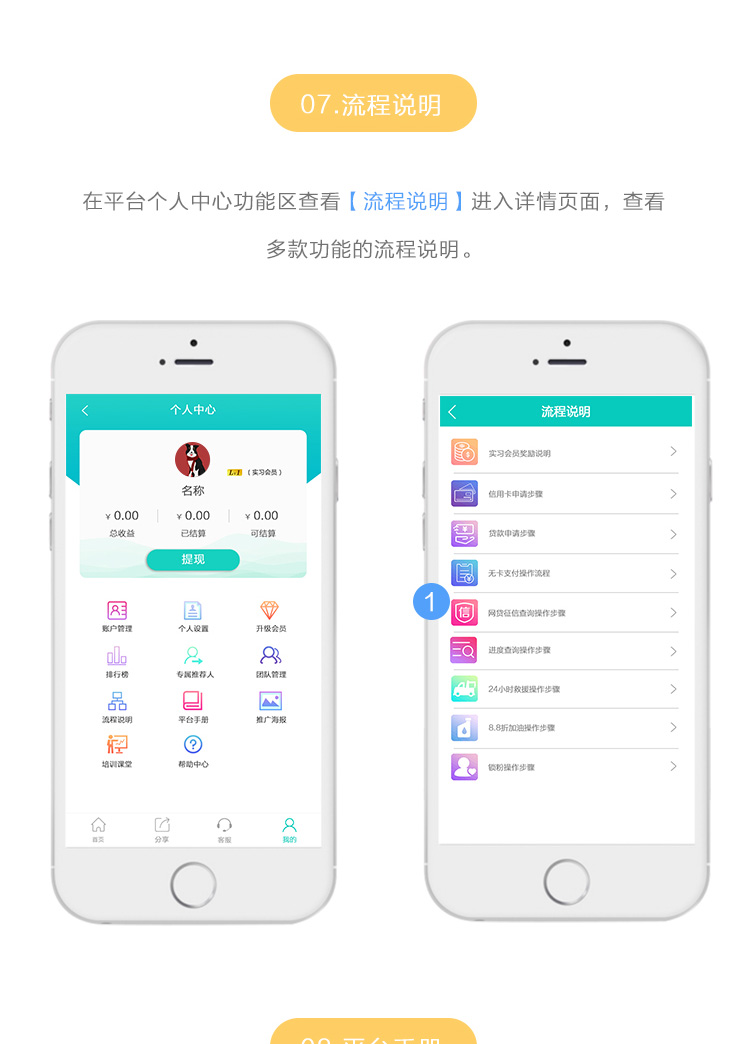 07.流程说明
在平台个人中心功能区查看【流程说明】进入详情页面，查看
多款功能的流程说明。
个人中心
Lv1 （实习会员）
名称
¥ 0.00 ¥ 0.00 ¥ 0.00
总收益 已结算 可结算
提现
账户管理 个人设置 升级会员
排行榜 专属推荐人 团队管理
流程说明 平台手册 推广海报
培训课堂 帮助中心
首页 分享 客服 我的
流程说明
实习会员奖励说明
信用卡申请步骤
贷款申请步骤
无卡支付操作流程
1
信
网贷征信查询操作步骤
进度查询操作步骤
24小时救援操作步骤
8.8折加油操作步骤
锁粉操作步骤
08.平台手册